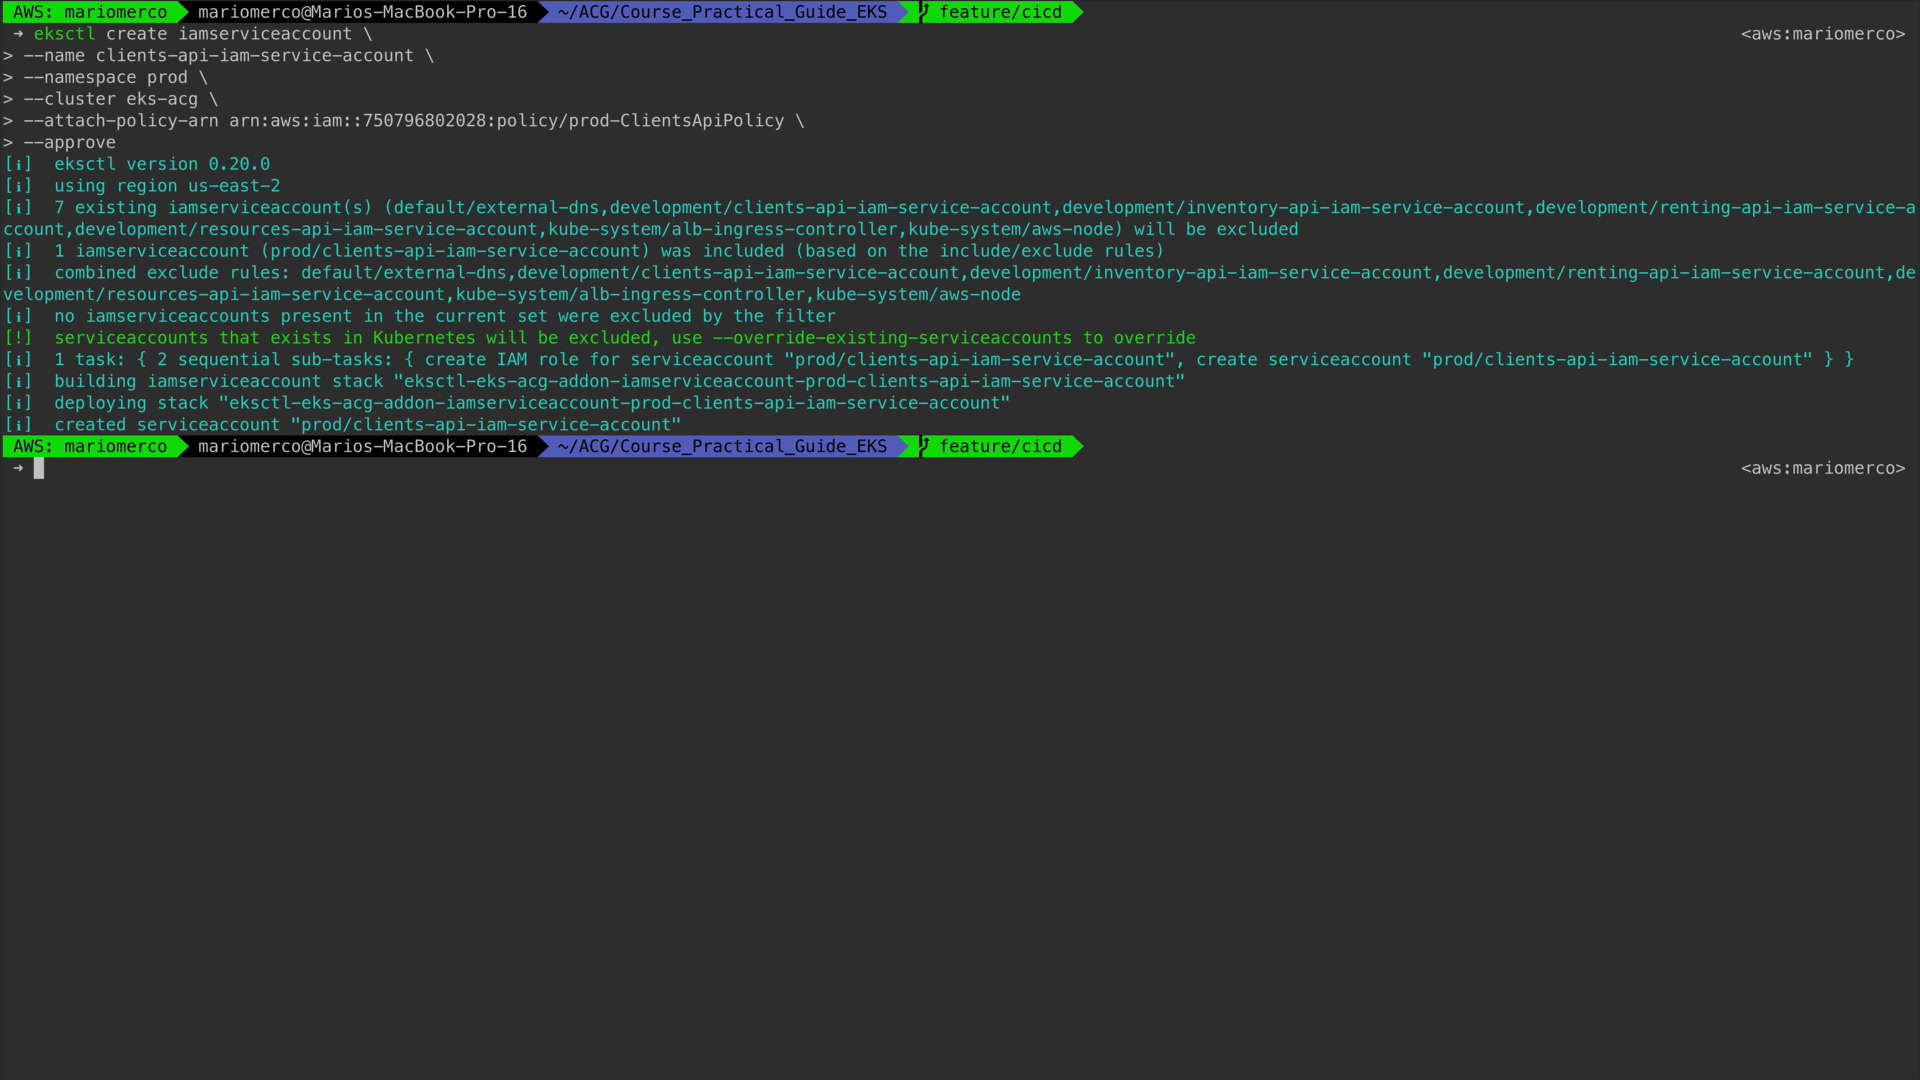 AWS: mariomerco mariomerco@Marios-MacBook-Pro-16 ~/ACG/Course_Practical_Guide_EKS feature/cicd
➜ eksctl create iamserviceaccount \ <aws:mariomerco>
> --name clients-api-iam-service-account \
> --namespace prod \
> --cluster eks-acg \
> --attach-policy-arn arn:aws:iam::750796802028:policy/prod-ClientsApiPolicy \
> --approve
[ℹ]  eksctl version 0.20.0
[ℹ]  using region us-east-2
[ℹ]  7 existing iamserviceaccount(s) (default/external-dns,development/clients-api-iam-service-account,development/inventory-api-iam-service-account,development/renting-api-iam-service-a
ccount,development/resources-api-iam-service-account,kube-system/alb-ingress-controller,kube-system/aws-node) will be excluded
[ℹ]  1 iamserviceaccount (prod/clients-api-iam-service-account) was included (based on the include/exclude rules)
[ℹ]  combined exclude rules: default/external-dns,development/clients-api-iam-service-account,development/inventory-api-iam-service-account,development/renting-api-iam-service-account,de
velopment/resources-api-iam-service-account,kube-system/alb-ingress-controller,kube-system/aws-node
[ℹ]  no iamserviceaccounts present in the current set were excluded by the filter
[!]  serviceaccounts that exists in Kubernetes will be excluded, use --override-existing-serviceaccounts to override
[ℹ]  1 task: { 2 sequential sub-tasks: { create IAM role for serviceaccount "prod/clients-api-iam-service-account", create serviceaccount "prod/clients-api-iam-service-account" } }
[ℹ]  building iamserviceaccount stack "eksctl-eks-acg-addon-iamserviceaccount-prod-clients-api-iam-service-account"
[ℹ]  deploying stack "eksctl-eks-acg-addon-iamserviceaccount-prod-clients-api-iam-service-account"
[ℹ]  created serviceaccount "prod/clients-api-iam-service-account"
AWS: mariomerco mariomerco@Marios-MacBook-Pro-16 ~/ACG/Course_Practical_Guide_EKS feature/cicd
➜ <aws:mariomerco>